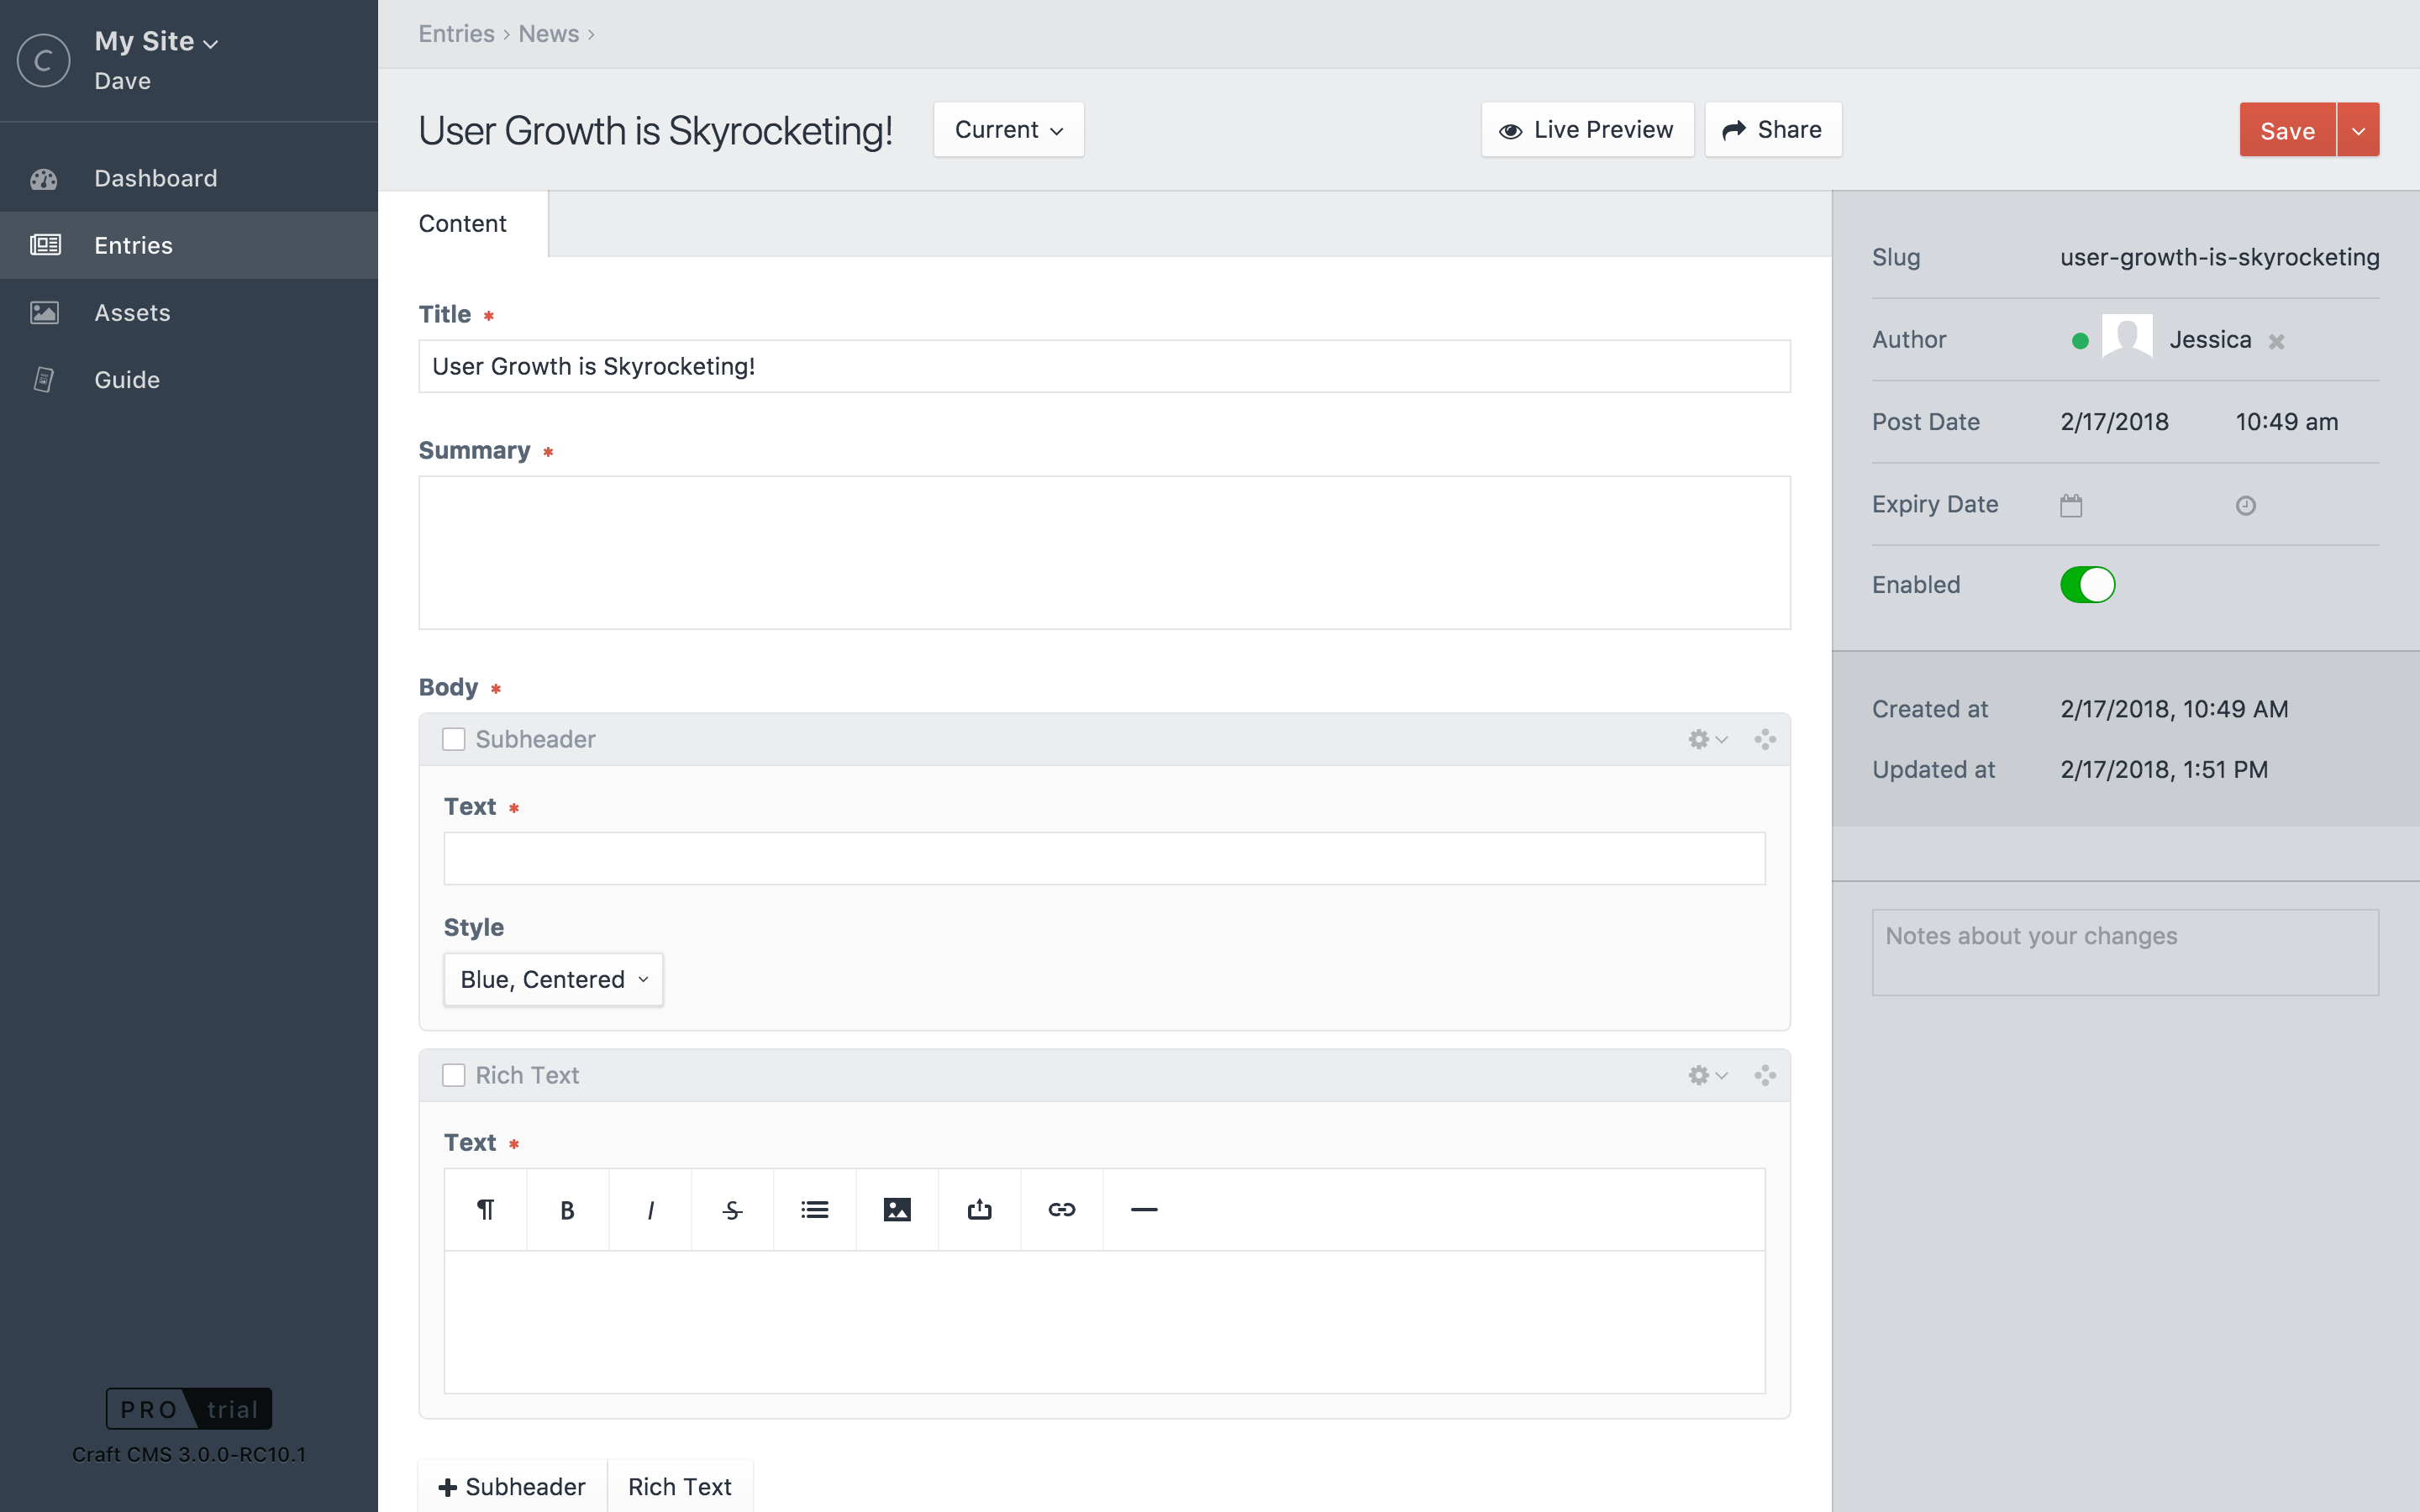 My Site
Dave
Dashboard
Entries
Assets
Guide
PRO trial
Craft CMS 3.0.0-RC10.1
Entries › News ›
User Growth is Skyrocketing!
Current
Live Preview
Share
Save
Content
Title *
User Growth is Skyrocketing!
Summary *
Body *
Subheader
Text *
Style
Blue, Centered
Rich Text
Text *
¶ B I S
+ Subheader
Rich Text
Slug user-growth-is-skyrocketing
Author Jessica
Post Date 2/17/2018 10:49 am
Expiry Date
Enabled
Created at 2/17/2018, 10:49 AM
Updated at 2/17/2018, 1:51 PM
Notes about your changes